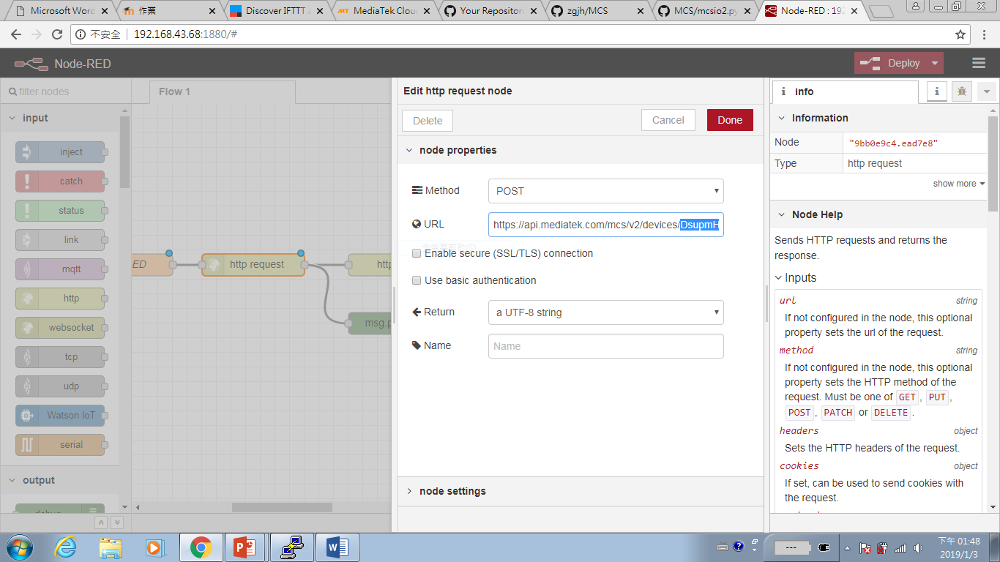 Microsoft Word
作業
Discover IFTTT a
MediaTek Clou
Your Repositor
zgjh/MCS
MCS/mcsio2.py
Node-RED : 192
不安全
192.168.43.68:1880/#
Node-RED
Deploy
filter nodes
Flow 1
input
inject
catch
status
link
mqtt
http
websocket
tcp
udp
Watson IoT
serial
output
debug
ED
http request
http
msg.p
Edit http request node
Delete
Cancel
Done
node properties
Method
POST
URL
https://api.mediatek.com/mcs/v2/devices/DsupmH
Enable secure (SSL/TLS) connection
Use basic authentication
Return
a UTF-8 string
Name
Name
node settings
info
Information
Node
"9bb0e9c4.ead7e8"
Type
http request
show more
Node Help
Sends HTTP requests and returns the
response.
Inputs
url string
If not configured in the node, this optional
property sets the url of the request.
method string
If not configured in the node, this optional
property sets the HTTP method of the
request. Must be one of GET, PUT,
POST, PATCH or DELETE.
headers object
Sets the HTTP headers of the request.
cookies object
If set, can be used to send cookies with
the request.
---
下午 01:48
2019/1/3